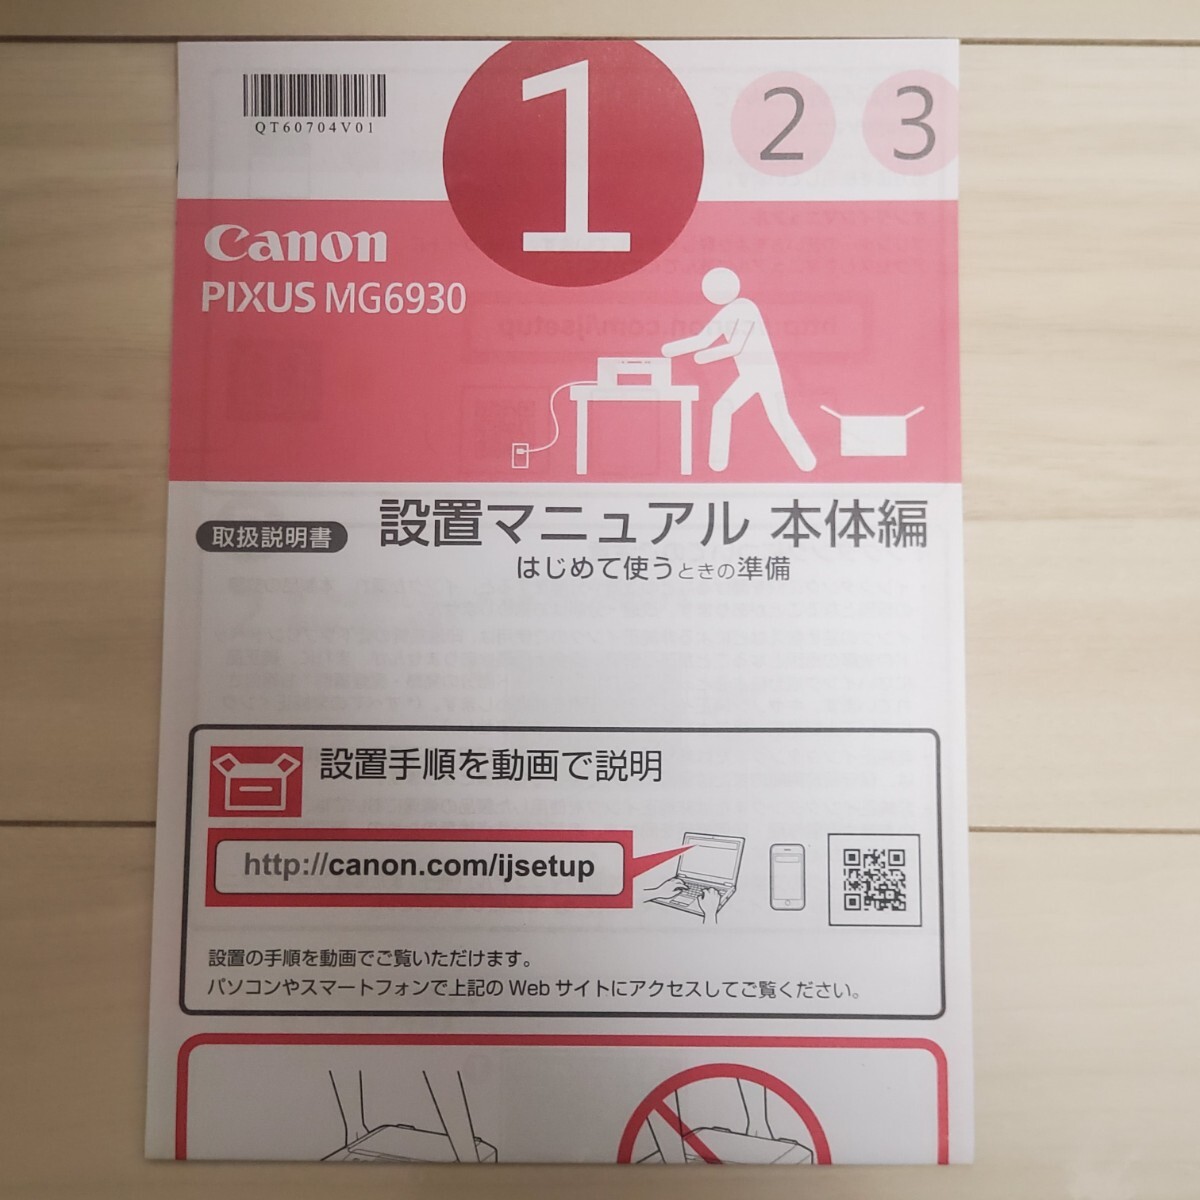 QT60704V01
1
2
3
Canon
PIXUS MG6930
取扱説明書
設置マニュアル 本体編
はじめて使うときの準備
設置手順を動画で説明
http://canon.com/ijsetup
設置の手順を動画でご覧いただけます。
パソコンやスマートフォンで上記の Web サイトにアクセスしてご覧ください。